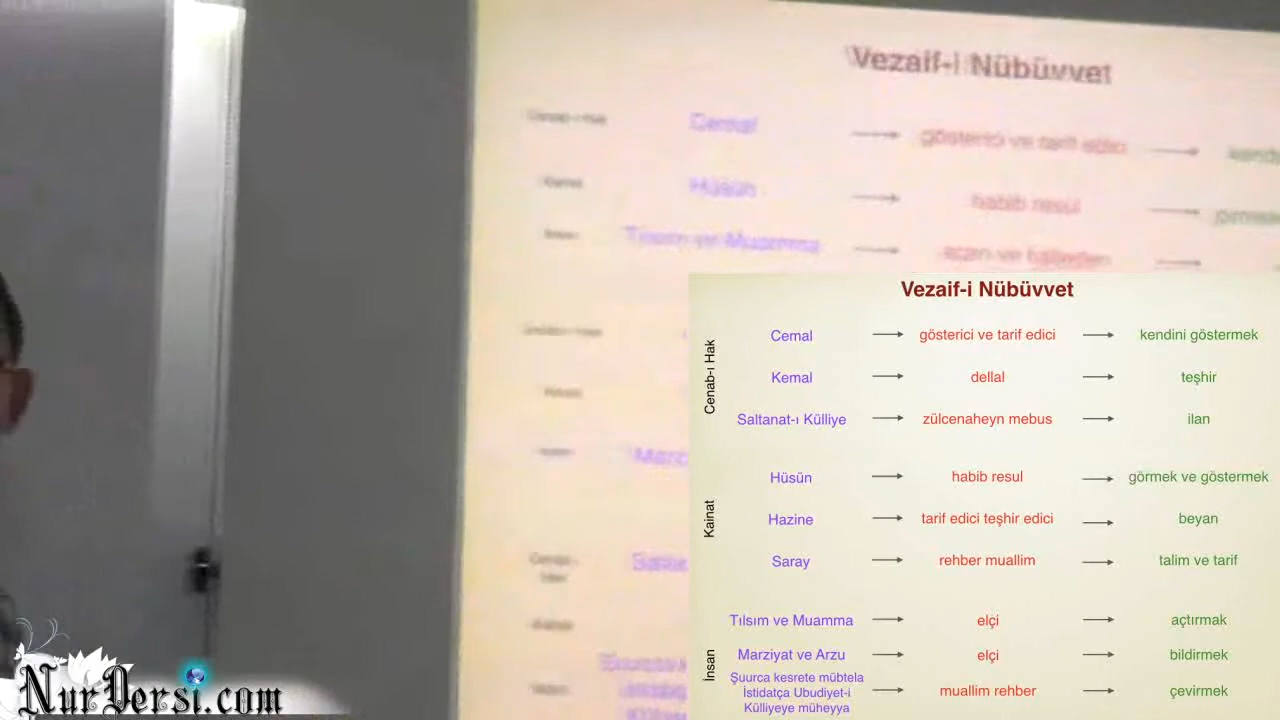 Vezaif-i Nübüvvet
Cemal
gösterici ve tarif edici
Hüsün
habib resul
Tılsım ve Muamma
Vezaif-i Nübüvvet
Cenab-ı Hak
Cemal → gösterici ve tarif edici → kendini göstermek
Kemal → dellal → teşhir
Saltanat-ı Külliye → zülcenaheyn mebus → ilan
Kainat
Hüsün → habib resul → görmek ve göstermek
Hazine → tarif edici teşhir edici → beyan
Saray → rehber muallim → talim ve tarif
İnsan
Tılsım ve Muamma → elçi → açtırmak
Marziyat ve Arzu → elçi → bildirmek
Şuurca kesrete mübtela
İstidatça Ubudiyet-i → muallim rehber → çevirmek
Külliyeye müheyya
NurDersi.com